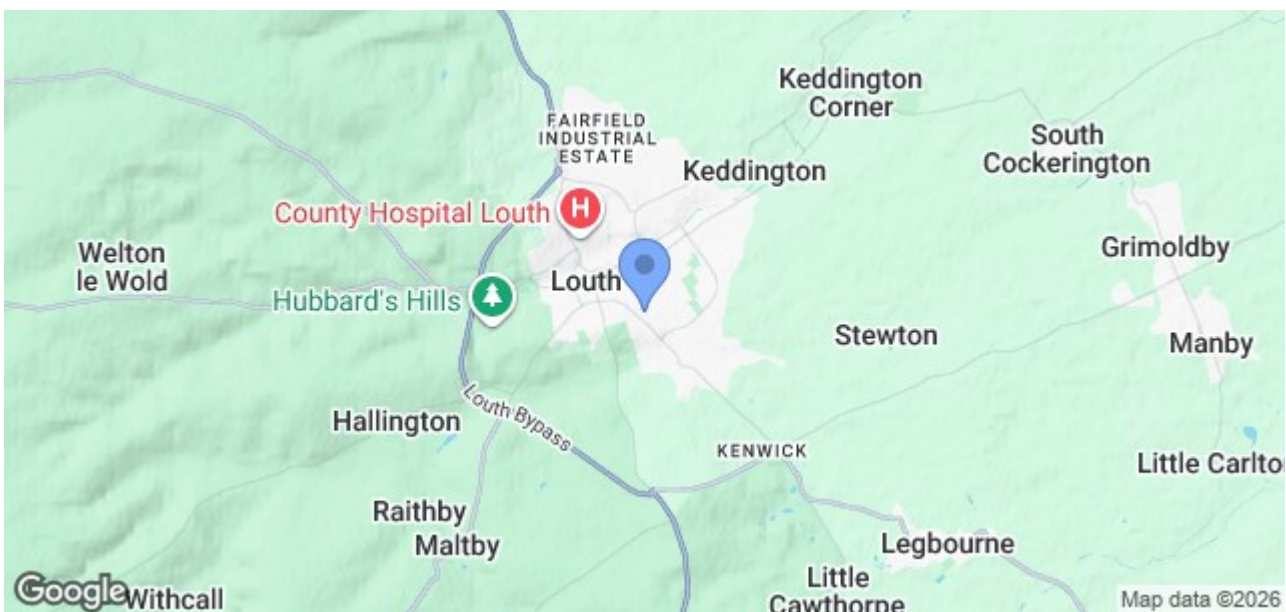 Keddington
Corner
FAIRFIELD
INDUSTRIAL
ESTATE
South
Cockerington
Keddington
County Hospital Louth
H
Welton
le Wold
Grimoldby
Louth
Hubbard's Hills
Stewton
Manby
Hallington
Louth Bypass
KENWICK
Little Carlto
Raithby
Maltby
Legbourne
Little
Cawthorpe
Google
Withcall
Map data ©2026